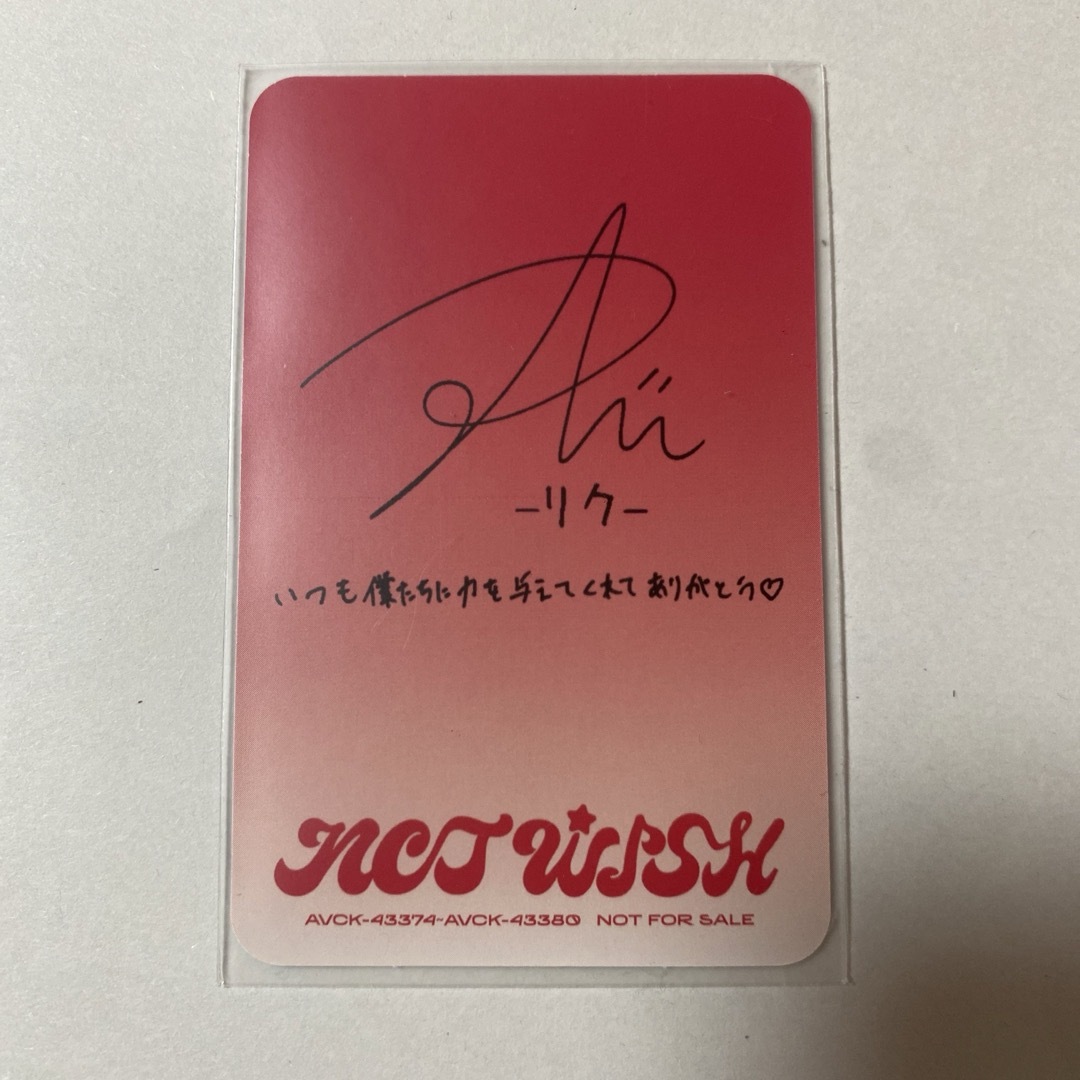 -リク-
いつも僕たちに力を与えてくれてありがとう♡
NCT WISH
AVCK-43374~AVCK-43380 NOT FOR SALE